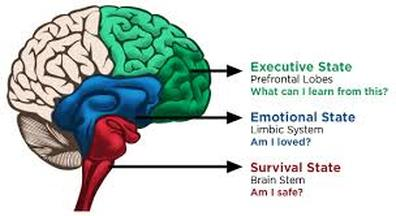 Executive State
Prefrontal Lobes
What can I learn from this?
Emotional State
Limbic System
Am I loved?
Survival State
Brain Stem
Am I safe?